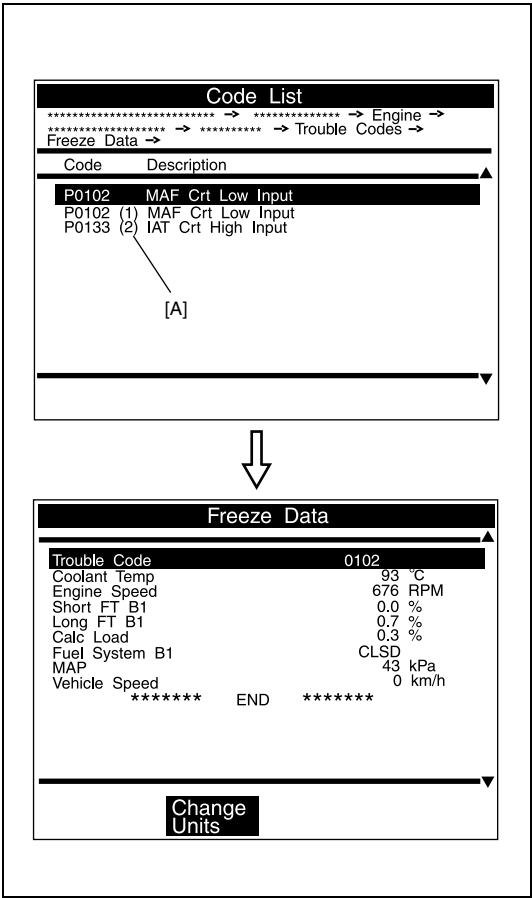 Code List
*************************** → ************** → Engine →
******************* → ********** → Trouble Codes →
Freeze Data →
Code Description
P0102 MAF Crt Low Input
P0102 (1) MAF Crt Low Input
P0133 (2) IAT Crt High Input
[A]
Freeze Data
Trouble Code 0102
Coolant Temp 93 °C
Engine Speed 676 RPM
Short FT B1 0.0 %
Long FT B1 0.7 %
Calc Load 0.3 %
Fuel System B1 CLSD
MAP 43 kPa
Vehicle Speed 0 km/h
******* END *******
Change
Units